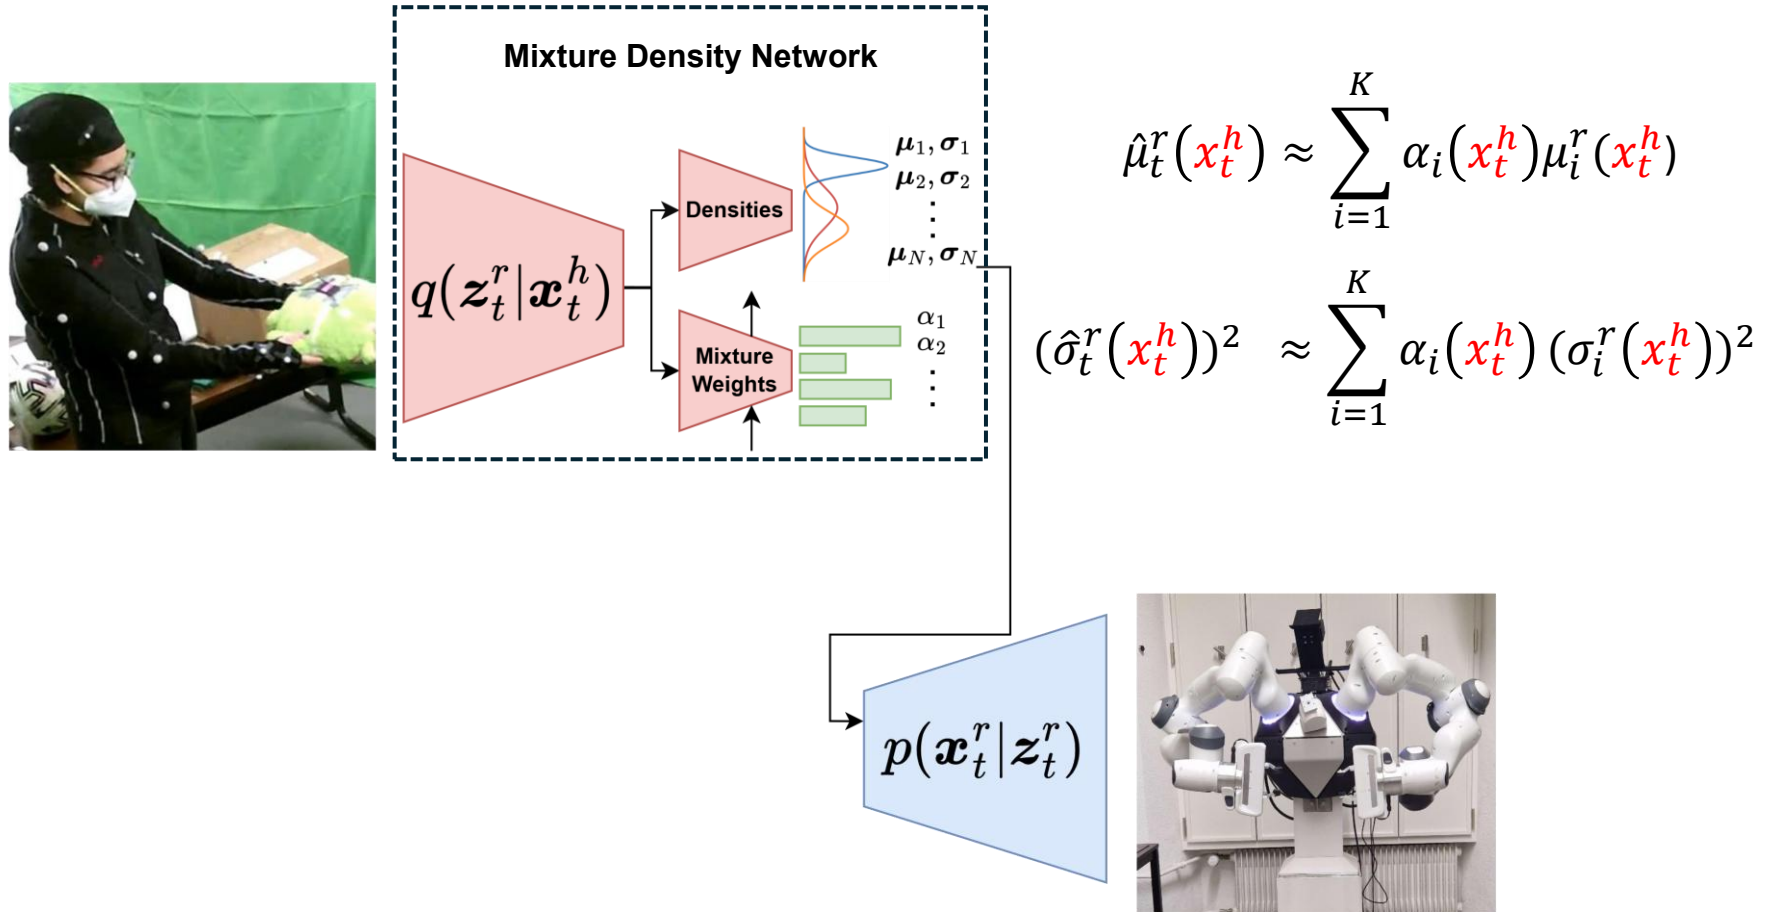 Mixture Density Network
q(z_t^r|x_t^h)
Densities
μ_1, σ_1
μ_2, σ_2
⋮
μ_N, σ_N
Mixture
Weights
α_1
α_2
⋮
μ̂_t^r(x_t^h) ≈ ∑_{i=1}^{K} α_i(x_t^h)μ_i^r(x_t^h)
(σ̂_t^r(x_t^h))^2 ≈ ∑_{i=1}^{K} α_i(x_t^h) (σ_i^r(x_t^h))^2
p(x_t^r|z_t^r)